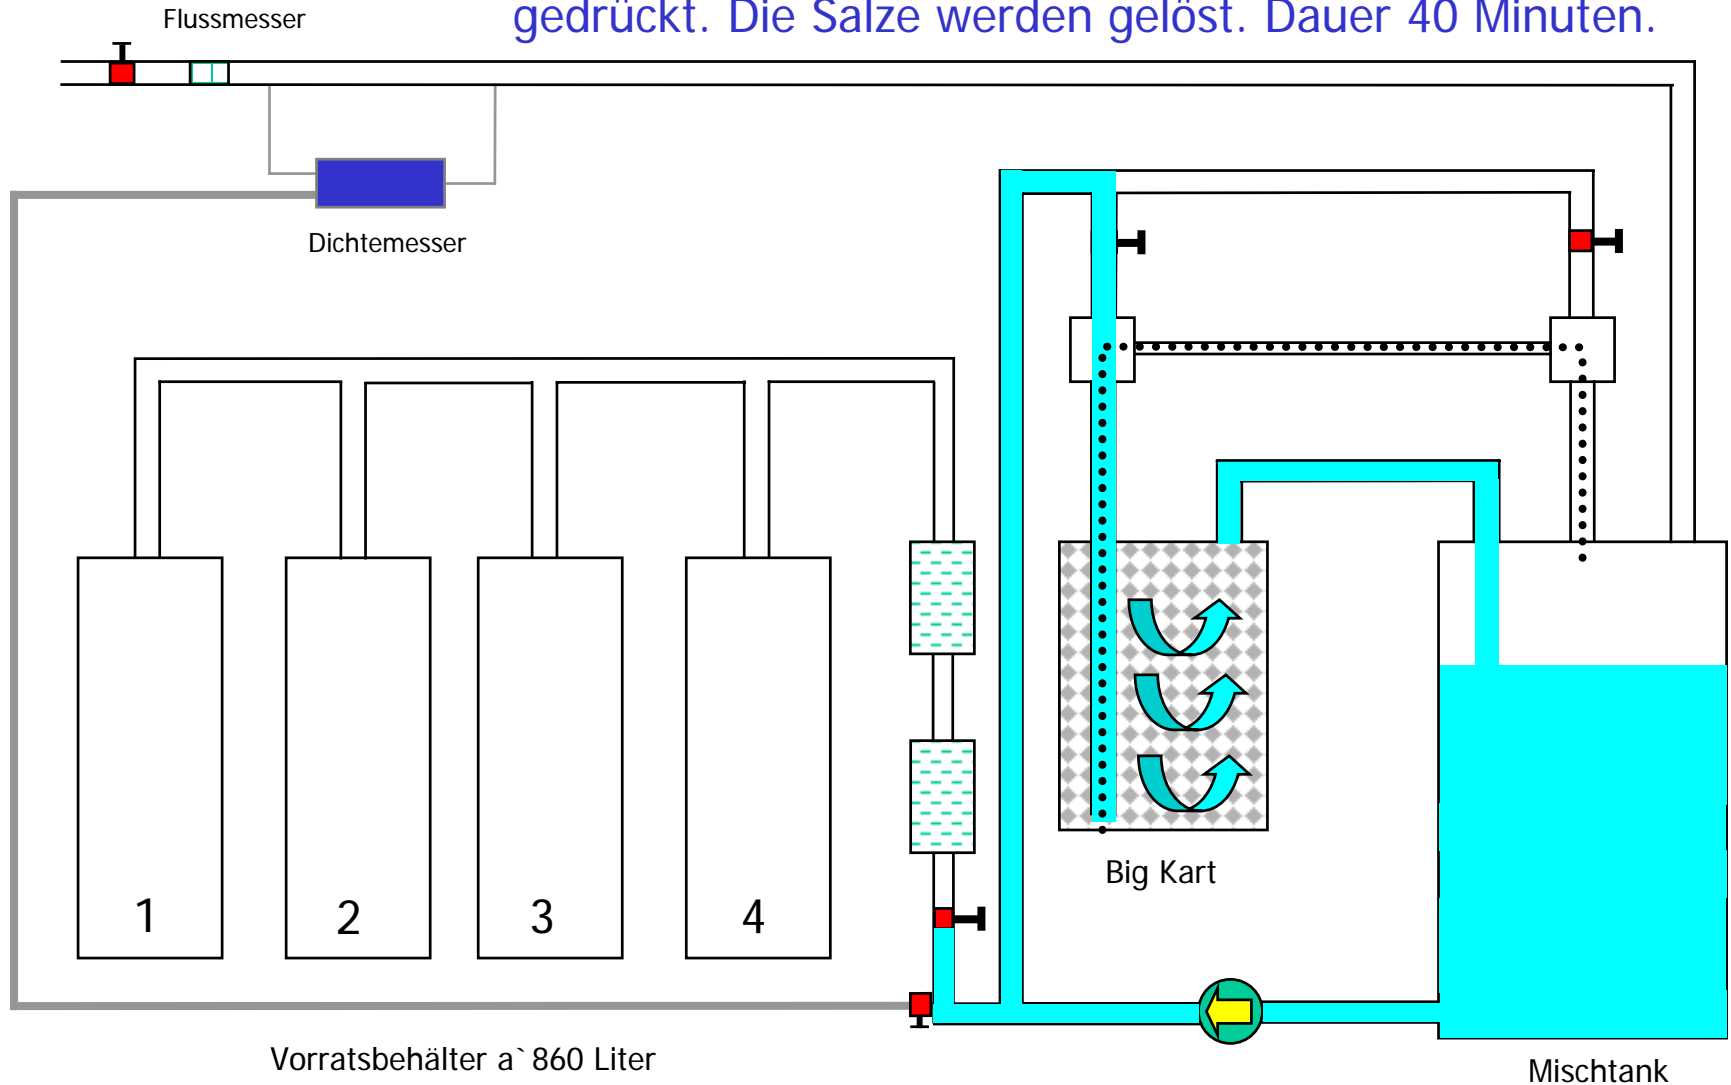 gedrückt. Die Salze werden gelöst. Dauer 40 Minuten.
Flussmesser
Dichtemesser
1 2 3 4
Big Kart
Vorratsbehälter a`860 Liter
Mischtank